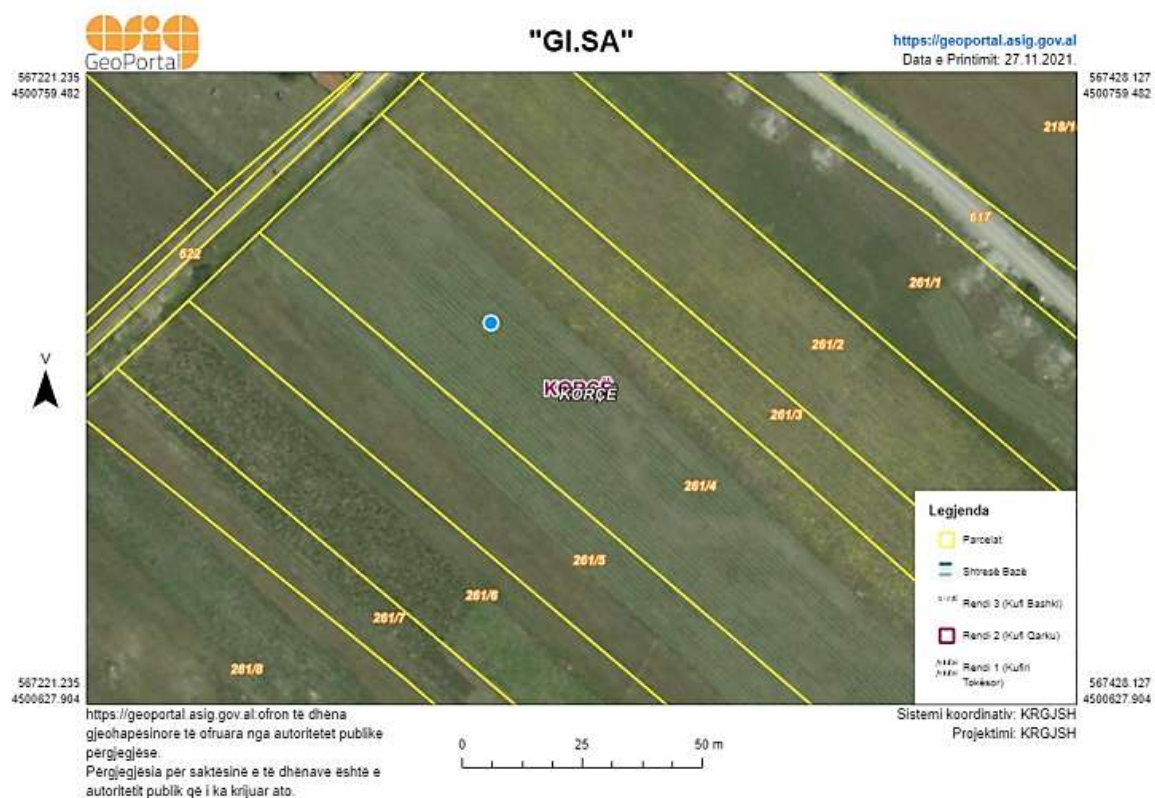 asig
GeoPortal
"GI.SA"
https://geoportal.asig.gov.al
Data e Printimit: 27.11.2021.
567221.235
4500759.482
567428.127
4500759.482
218/1
617
622
261/1
261/2
V
KORÇË
KORÇË
261/3
261/4
261/5
261/6
261/7
261/8
Legjenda
Parcelat
Shtresë Bazë
Rendi 3 (Kufi Bashki)
Rendi 2 (Kufi Qarku)
Rendi 1 (Kufiri
Tokësor)
567221.235
4500627.904
567428.127
4500627.904
https://geoportal.asig.gov.al:ofron të dhëna
gjeohapësinore të ofruara nga autoritetet publike
përgjegjëse.
Përgjegjësia për saktësinë e të dhënave është e
autoritetit publik që i ka krijuar ato.
0 25 50 m
Sistemi koordinativ: KRGJSH
Projektimi: KRGJSH